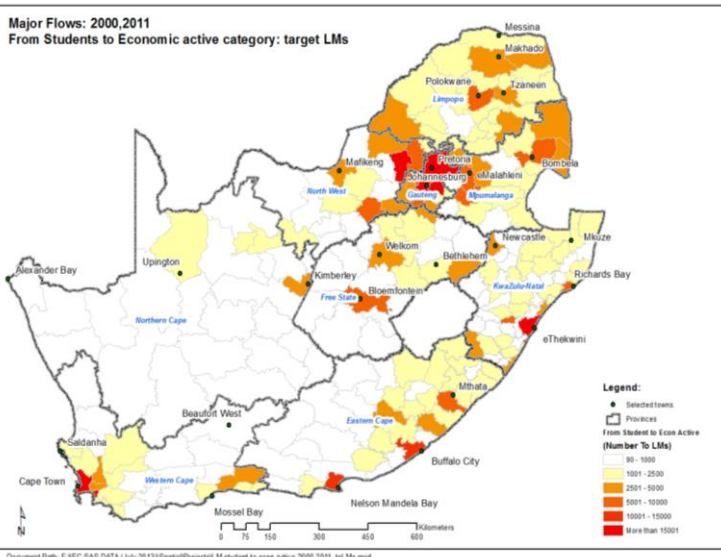 Major Flows: 2000,2011
From Students to Economic active category: target LMs
Messina
Makhado
Polokwane
Tzaneen
Limpopo
Mafikeng
Pretoria
Johannesburg
eMalahleni
Bombela
North West
Gauteng
Mpumalanga
Welkom
Newcastle
Mkuze
Alexander Bay
Upington
Bethlehem
Kimberley
Richards Bay
Free State
Bloemfontein
KwaZulu-Natal
Northern Cape
eThekwini
Mthata
Beaufort West
Eastern Cape
Saldanha
Buffalo City
Cape Town
Western Cape
Nelson Mandela Bay
Mossel Bay
N
Kilometers
0 75 150 300 450 600
Legend:
Selected towns
Provinces
From Student to Econ Active
(Number To LMs)
90 - 1000
1001 - 2500
2501 - 5000
5001 - 10000
10001 - 15000
More than 15001